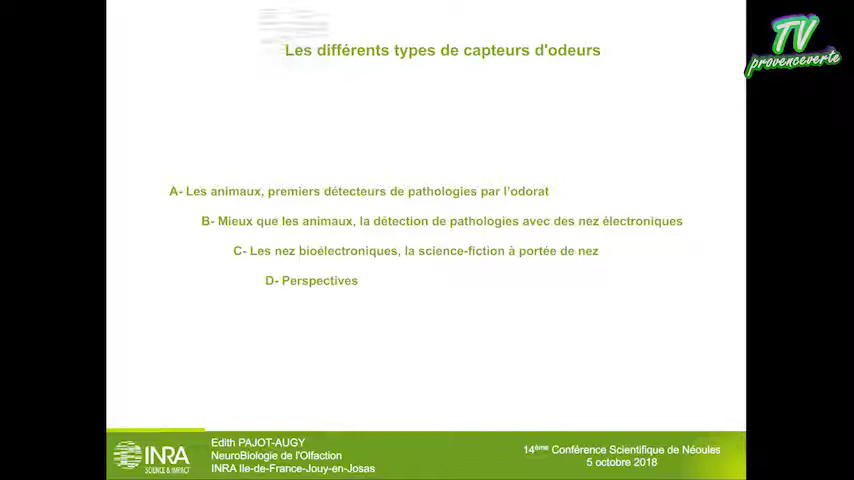 Les différents types de capteurs d'odeurs
TV
provenceverte
A- Les animaux, premiers détecteurs de pathologies par l'odorat
B- Mieux que les animaux, la détection de pathologies avec des nez électroniques
C- Les nez bioélectroniques, la science-fiction à portée de nez
D- Perspectives
INRA
SCIENCE & IMPACT
Edith PAJOT-AUGY
NeuroBiologie de l'Olfaction
INRA Ile-de-France-Jouy-en-Josas
14ème Conférence Scientifique de Néoules
5 octobre 2018